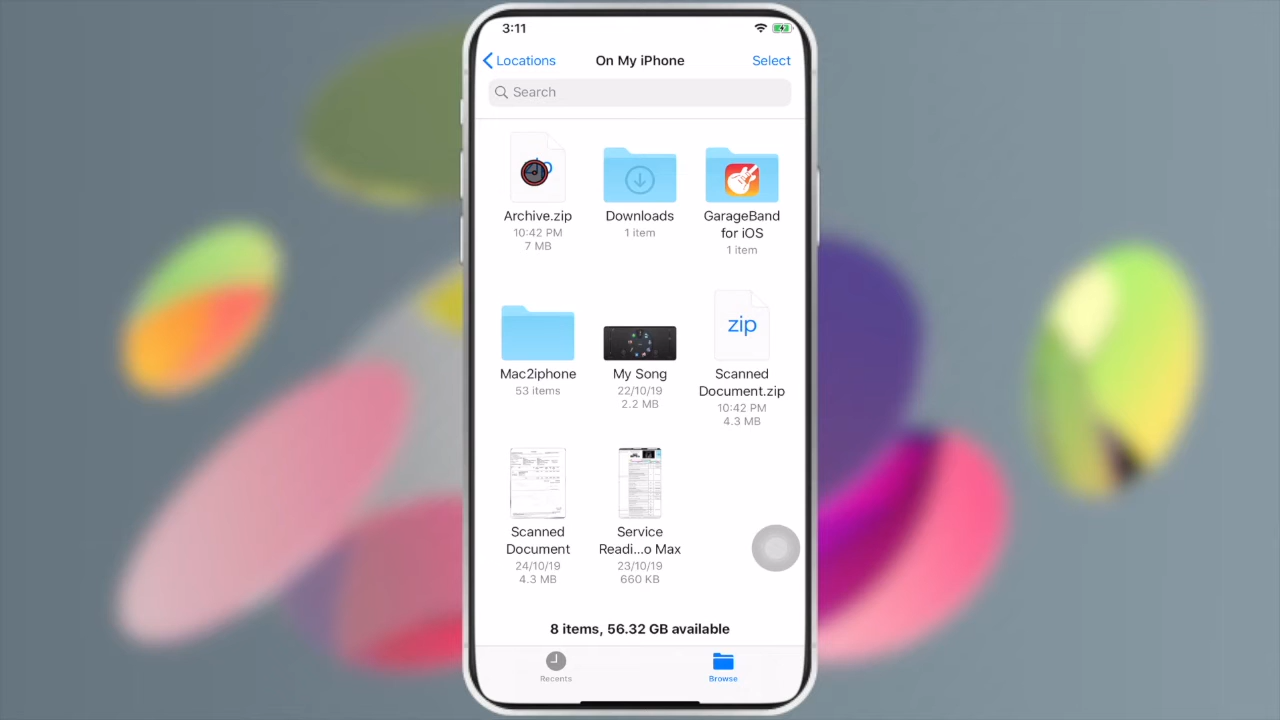 3:11
Locations
On My iPhone
Select
Search
Archive.zip
10:42 PM
7 MB
Downloads
1 item
GarageBand
for iOS
1 item
Mac2iphone
53 items
My Song
22/10/19
2.2 MB
zip
Scanned
Document.zip
10:42 PM
4.3 MB
Scanned
Document
24/10/19
4.3 MB
Service
Readi...o Max
23/10/19
660 KB
8 items, 56.32 GB available
Recents
Browse